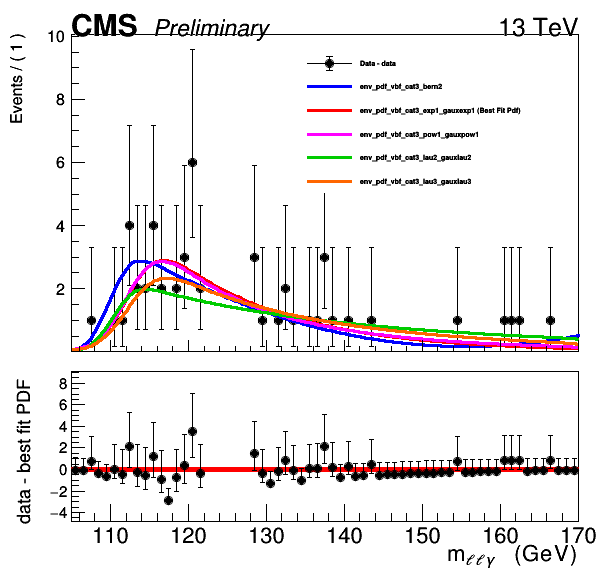 CMS Preliminary 13 TeV
Events / ( 1 )
10
8
6
4
2
Data - data
env_pdf_vbf_cat3_bern2
env_pdf_vbf_cat3_exp1_gauxexp1 (Best Fit Pdf)
env_pdf_vbf_cat3_pow1_gauxpow1
env_pdf_vbf_cat3_lau2_gauxlau2
env_pdf_vbf_cat3_lau3_gauxlau3
data - best fit PDF
8
6
4
2
0
−2
−4
110 120 130 140 150 160 170
mℓℓγ (GeV)